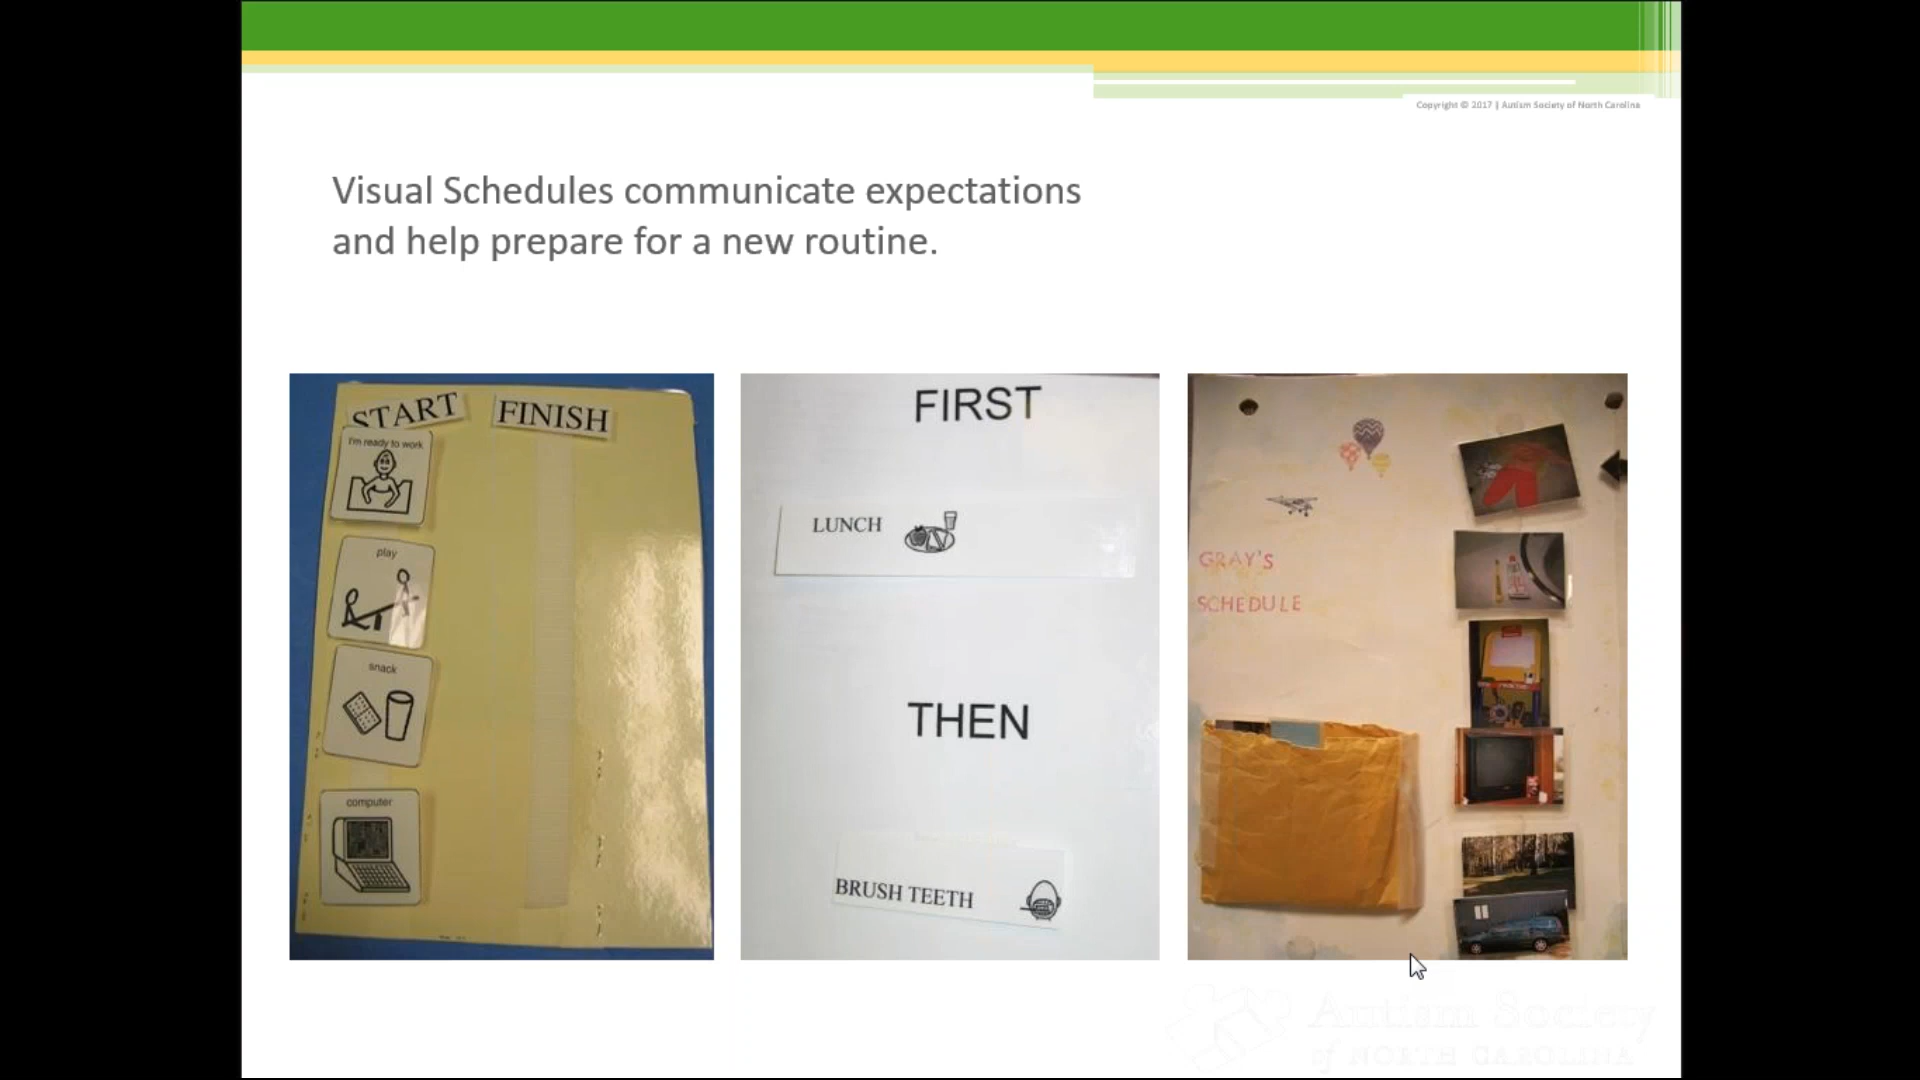 Copyright © 2017 | Autism Society of North Carolina
Visual Schedules communicate expectations
and help prepare for a new routine.
START
FINISH
I'm ready to work
play
snack
computer
FIRST
LUNCH
THEN
BRUSH TEETH
GRAY'S
SCHEDULE
Autism Society
of NORTH CAROLINA